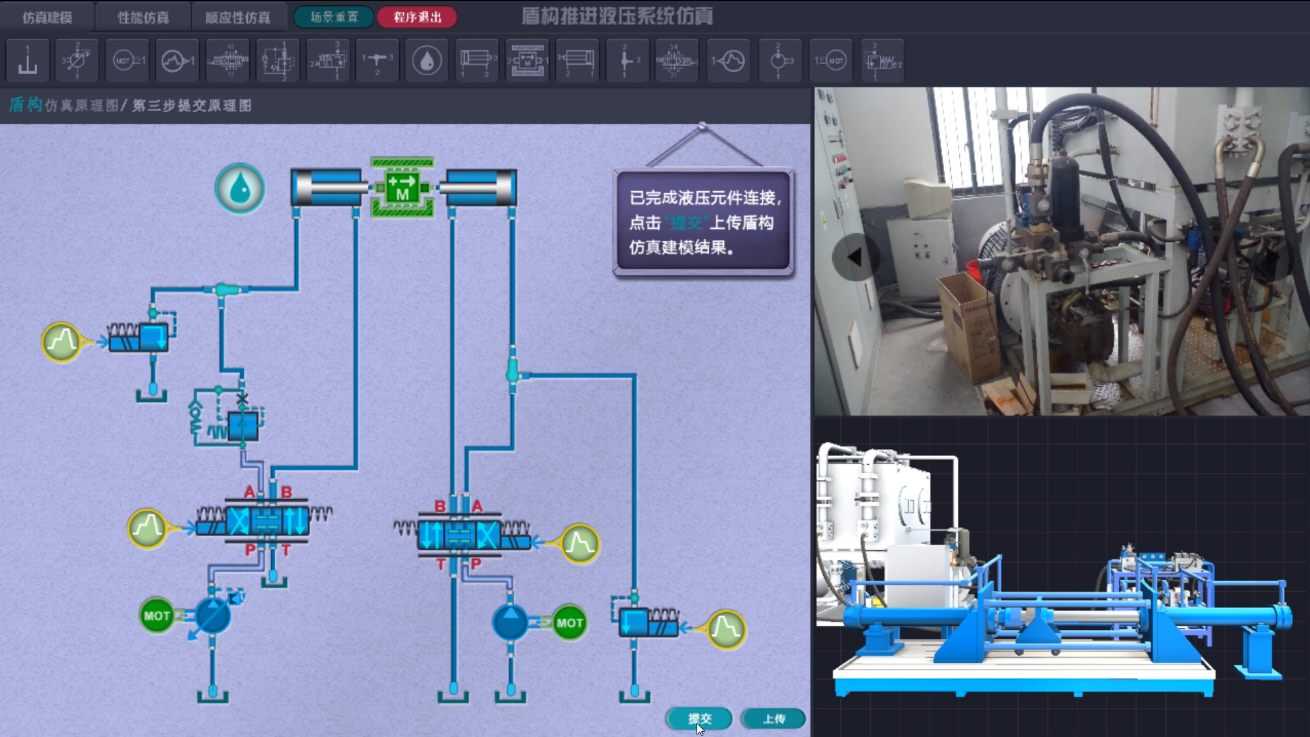 仿真建模 性能仿真 顺应性仿真 场景重置 程序退出 盾构推进液压系统仿真
盾构仿真原理图/ 第三步提交原理图
已完成液压元件连接，
点击"提交"上传盾构
仿真建模结果。
M
A B
P T
B A
T P
MOT
MOT
提交 上传